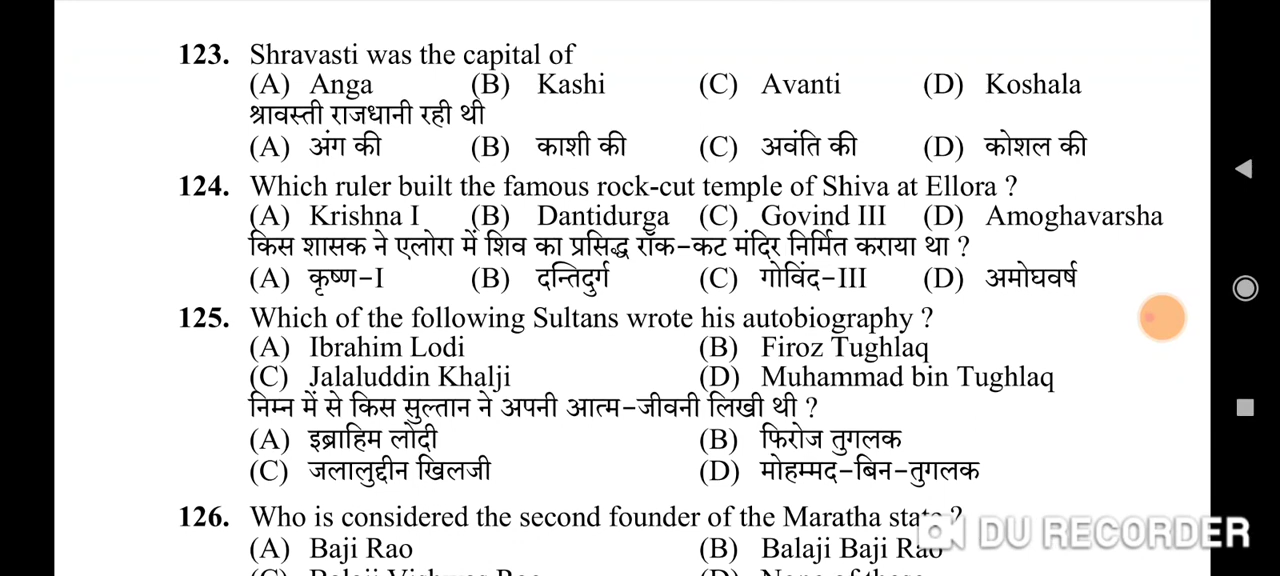 123. Shravasti was the capital of
(A) Anga (B) Kashi (C) Avanti (D) Koshala
श्रावस्ती राजधानी रही थी
(A) अंग की (B) काशी की (C) अवंति की (D) कोशल की
124. Which ruler built the famous rock-cut temple of Shiva at Ellora ?
(A) Krishna I (B) Dantidurga (C) Govind III (D) Amoghavarsha
किस शासक ने एलोरा में शिव का प्रसिद्ध रॉक-कट मंदिर निर्मित कराया था ?
(A) कृष्ण-I (B) दन्तिदुर्ग (C) गोविंद-III (D) अमोघवर्ष
125. Which of the following Sultans wrote his autobiography ?
(A) Ibrahim Lodi (B) Firoz Tughlaq
(C) Jalaluddin Khalji (D) Muhammad bin Tughlaq
निम्न में से किस सुल्तान ने अपनी आत्म-जीवनी लिखी थी ?
(A) इब्राहिम लोदी (B) फिरोज तुगलक
(C) जलालुद्दीन खिलजी (D) मोहम्मद-बिन-तुगलक
126. Who is considered the second founder of the Maratha state ?
DU RECORDER
(A) Baji Rao (B) Balaji Baji Rao